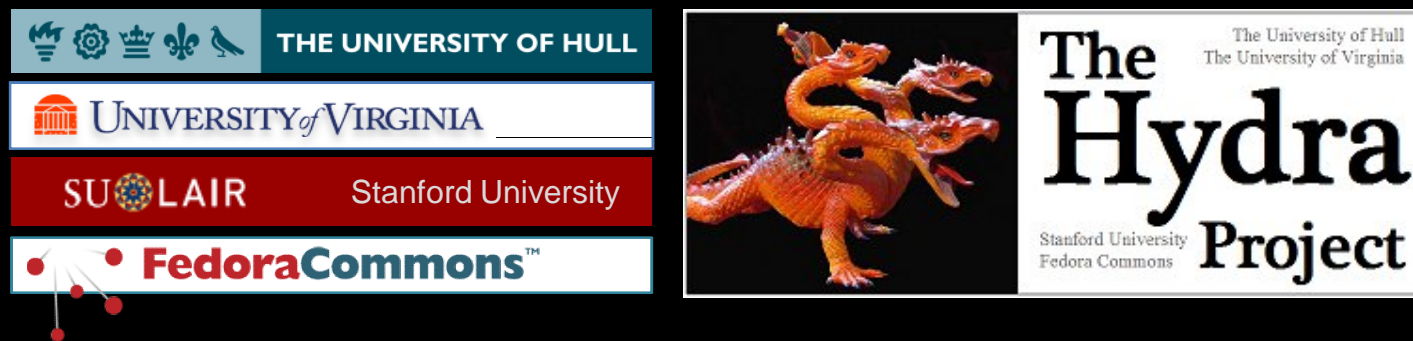 THE UNIVERSITY OF HULL
UNIVERSITY of VIRGINIA
SU LAIR Stanford University
FedoraCommons™
The University of Hull
The University of Virginia
The
Hydra
Project
Stanford University
Fedora Commons